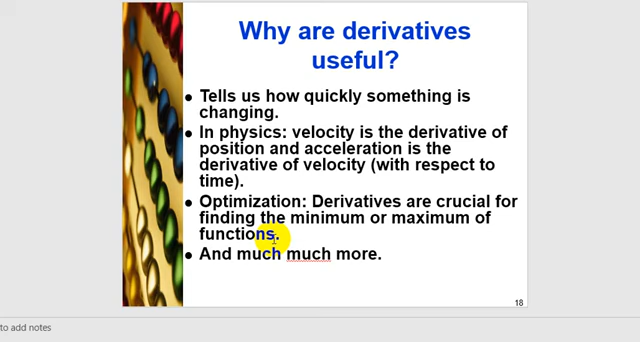 Why are derivatives
useful?
● Tells us how quickly something is
changing.
● In physics: velocity is the derivative of
position and acceleration is the
derivative of velocity (with respect to
time).
● Optimization: Derivatives are crucial for
finding the minimum or maximum of
functions.
● And much much more.
18
to add notes